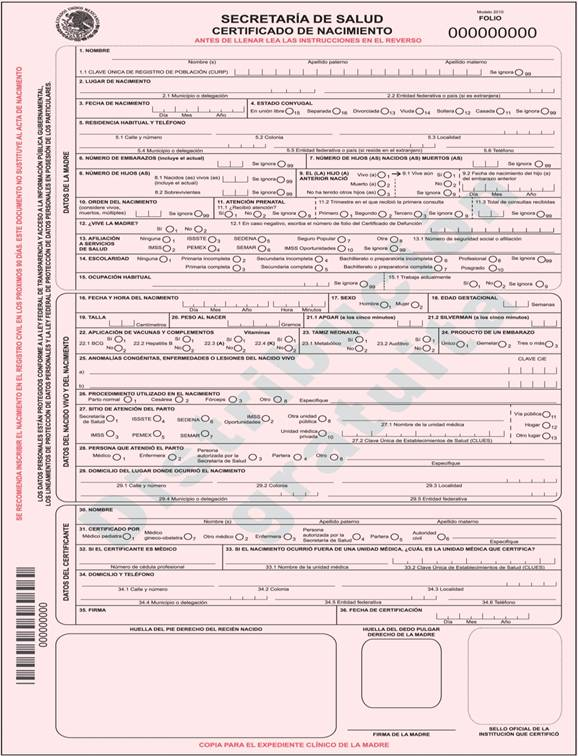 SECRETARÍA DE SALUD
CERTIFICADO DE NACIMIENTO
ANTES DE LLENAR LEA LAS INSTRUCCIONES EN EL REVERSO
Modelo 2010
FOLIO
000000000
SE RECOMIENDA INSCRIBIR EL NACIMIENTO EN EL REGISTRO CIVIL EN LOS PROXIMOS 90 DIAS. ESTE DOCUMENTO NO SUSTITUYE AL ACTA DE NACIMIENTO
LOS DATOS PERSONALES ESTÁN PROTEGIDOS CONFORME A LA LEY FEDERAL DE TRANSPARENCIA Y ACCESO A LA INFORMACIÓN PÚBLICA GUBERNAMENTAL,
LOS LINEAMIENTOS DE PROTECCIÓN DE DATOS PERSONALES Y LA LEY FEDERAL DE PROTECCIÓN DE DATOS PERSONALES EN POSESIÓN DE LOS PARTICULARES.
000000000
DATOS DE LA MADRE
1. NOMBRE
Nombre (s) Apellido paterno Apellido materno
1.1 CLAVE ÚNICA DE REGISTRO DE POBLACIÓN (CURP) Se ignora 99
2. LUGAR DE NACIMIENTO
2.1 Municipio o delegación 2.2 Entidad federativa o país (si es extranjera)
3. FECHA DE NACIMIENTO 4. ESTADO CONYUGAL
Día Mes Año En unión libre 15 Separada 16 Divorciada 13 Viuda 14 Soltera 12 Casada 11 Se ignora 99
5. RESIDENCIA HABITUAL Y TELÉFONO
5.1 Calle y número 5.2 Colonia 5.3 Localidad
5.4 Municipio o delegación 5.5 Entidad federativa o país (si reside en el extranjero) 5.6 Teléfono
6. NÚMERO DE EMBARAZOS (incluye el actual) Se ignora 99 7. NÚMERO DE HIJOS (AS) NACIDOS (AS) MUERTOS (AS) Se ignora 99
8. NÚMERO DE HIJOS (AS) 8.1 Nacidos (as) vivos (as) (incluye el actual) Se ignora 99
8.2 Sobrevivientes Se ignora 99
9. EL (LA) HIJO (A) ANTERIOR NACIÓ Vivo (a) 1 Muerto (a) 2 No ha tenido otros hijos (as)
9.1 Vive aún Sí 1 No 2 Se ignora 9
9.2 Fecha de nacimiento del hijo (a) del embarazo anterior Día Mes Año
10. ORDEN DEL NACIMIENTO (considere vivos, muertos, múltiples) Se ignora 99
11. ATENCIÓN PRENATAL
11.1 ¿Recibió atención? Sí 1 No 2 Se ignora 9
11.2 Trimestre en el que recibió la primera consulta Primero 1 Segundo 2 Tercero 3 Se ignora 9
11.3 Total de consultas recibidas Se ignora 99
12. ¿VIVE LA MADRE? Sí 1 No 2 12.1 En caso negativo, escriba el número de folio del Certificado de Defunción
13. AFILIACIÓN A SERVICIOS DE SALUD Ninguna 1 ISSSTE 3 SEDENA 5 Seguro Popular 7 Otra 8 13.1 Número de seguridad social o afiliación
IMSS 2 PEMEX 4 SEMAR 6 IMSS Oportunidades 10 Se ignora 99
14. ESCOLARIDAD Ninguna 1 Primaria incompleta 2 Secundaria incompleta 4 Bachillerato o preparatoria incompleta 6 Profesional 8 Se ignora 99
Primaria completa 3 Secundaria completa 5 Bachillerato o preparatoria completa 7 Posgrado 10
15. OCUPACIÓN HABITUAL 15.1 Trabaja actualmente
Sí 1 No 2 Se ignora 9
DATOS DEL NACIDO VIVO Y DEL NACIMIENTO
16. FECHA Y HORA DEL NACIMIENTO 17. SEXO 18. EDAD GESTACIONAL
Día Mes Año Hora Minutos Hombre 1 Mujer 2 Semanas
19. TALLA 20. PESO AL NACER 21.1 APGAR (a los cinco minutos) 21.2 SILVERMAN (a los cinco minutos)
Centímetros Gramos
22. APLICACIÓN DE VACUNAS Y COMPLEMENTOS Vitaminas 23. TAMIZ NEONATAL 24. PRODUCTO DE UN EMBARAZO
22.1 BCG Sí 1 No 2 22.2 Hepatitis B Sí 1 No 2 22.3 (A) Sí 1 No 2 22.4 (K) Sí 1 No 2 23.1 Metabólico Sí 1 No 2 23.2 Auditivo Sí 1 No 2 Único 1 Gemelar 2 Tres o más 3
25. ANOMALÍAS CONGÉNITAS, ENFERMEDADES O LESIONES DEL NACIDO VIVO CLAVE CIE
a)
b)
26. PROCEDIMIENTO UTILIZADO EN EL NACIMIENTO
Parto normal 1 Cesárea 2 Fórceps 3 Otro 8 Especifique
27. SITIO DE ATENCIÓN DEL PARTO
Secretaría de Salud 1 ISSSTE 4 SEDENA 6 IMSS Oportunidades 2 Otra unidad pública 8 27.1 Nombre de la unidad médica Vía pública 11
Hogar 12
IMSS 3 PEMEX 5 SEMAR 7 Unidad médica privada 10 27.2 Clave Única de Establecimientos de Salud (CLUES) Otro lugar 13
28. PERSONA QUE ATENDIÓ EL PARTO
Médico 1 Enfermera 2 Persona autorizada por la Secretaría de Salud 3 Partera 4 Otro 8 Especifique
29. DOMICILIO DEL LUGAR DONDE OCURRIÓ EL NACIMIENTO
29.1 Calle y número 29.2 Colonia 29.3 Localidad
29.4 Municipio o delegación 29.5 Entidad federativa
DATOS DEL CERTIFICANTE
30. NOMBRE
Nombre (s) Apellido paterno Apellido materno
31. CERTIFICADO POR
Médico pediatra 1 Médico gineco-obstetra 2 Otro médico 2 Enfermera 3 Persona autorizada por la Secretaría de Salud 4 Partera 5 Autoridad civil 6 Especifique
32. SI EL CERTIFICANTE ES MÉDICO 33. SI EL NACIMIENTO OCURRIÓ FUERA DE UNA UNIDAD MÉDICA, ¿CUÁL ES LA UNIDAD MÉDICA QUE CERTIFICA?
Número de cédula profesional 33.1 Nombre de la unidad médica 33.2 Clave Única de Establecimientos de Salud (CLUES)
34. DOMICILIO Y TELÉFONO
34.1 Calle y número 34.2 Colonia 34.3 Localidad
34.4 Municipio o delegación 34.5 Entidad federativa 34.6 Teléfono
35. FIRMA 36. FECHA DE CERTIFICACIÓN
Día Mes Año
HUELLA DEL PIE DERECHO DEL RECIÉN NACIDO
HUELLA DEL DEDO PULGAR DERECHO DE LA MADRE
FIRMA DE LA MADRE
SELLO OFICIAL DE LA INSTITUCIÓN QUE CERTIFICÓ
COPIA PARA EL EXPEDIENTE CLÍNICO DE LA MADRE
Distribución gratuita